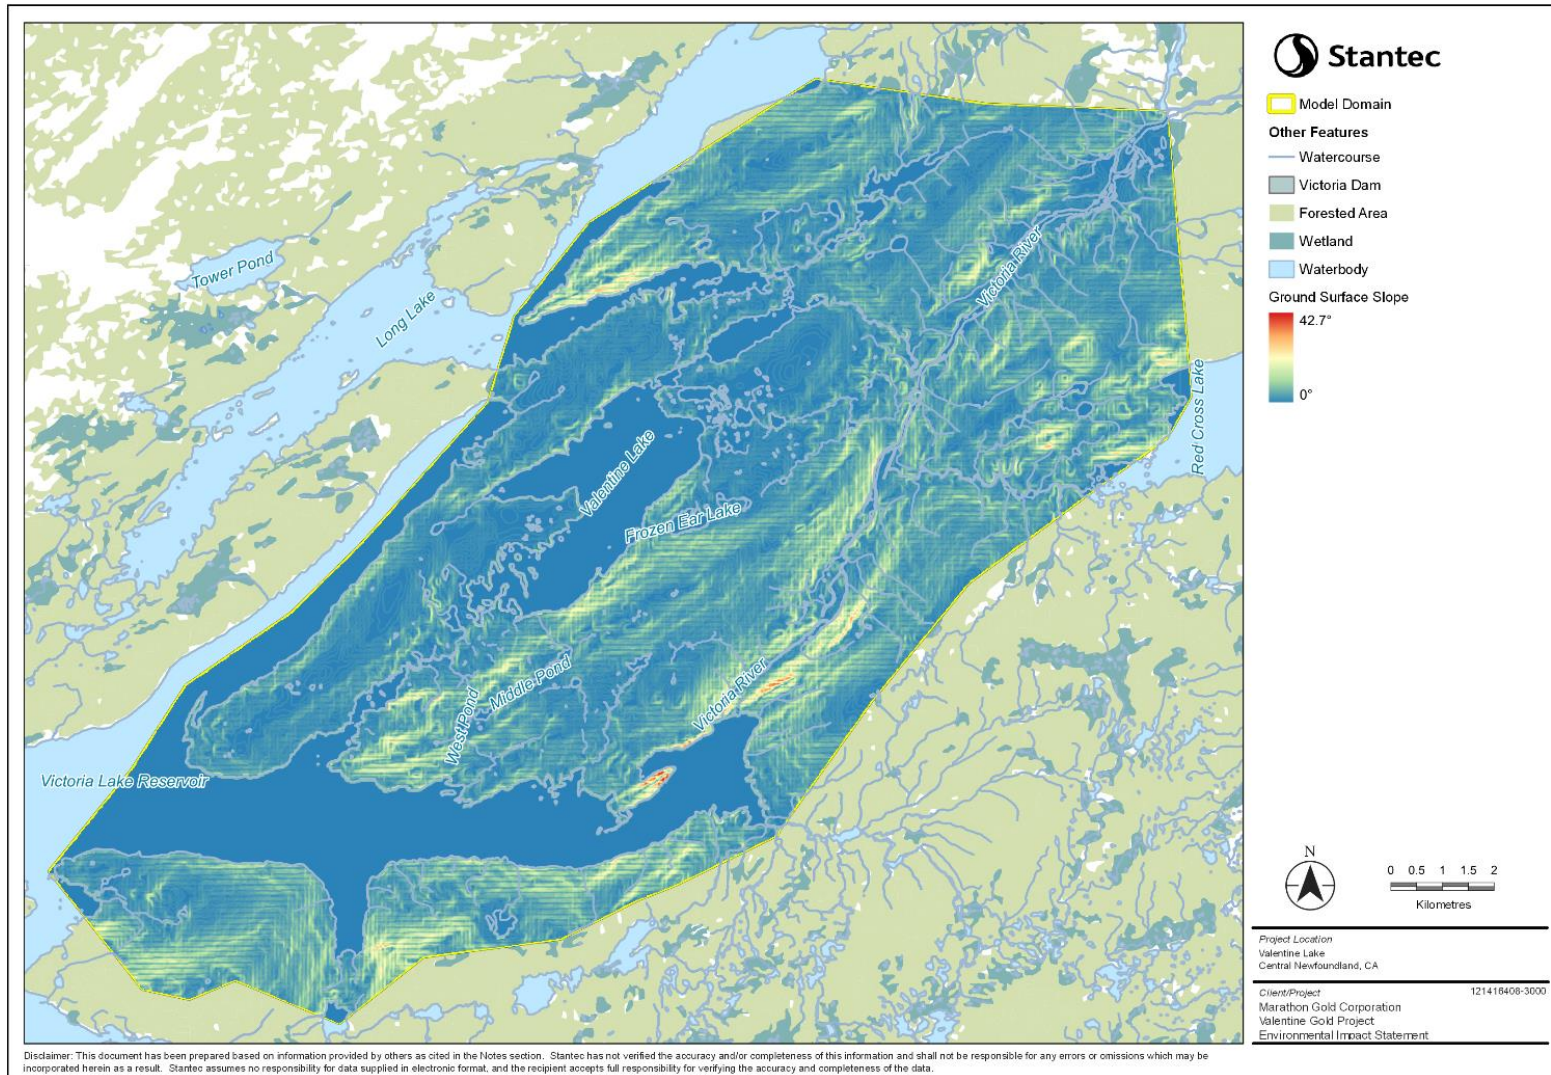 Stantec
Model Domain
Other Features
Watercourse
Victoria Dam
Forested Area
Wetland
Waterbody
Ground Surface Slope
42.7°
0°
Tower Pond
Long Lake
Victoria River
Red Cross Lake
Valentine Lake
Frozen Ear Lake
Middle Pond
West Pond
Victoria River
Victoria Lake Reservoir
N
0 0.5 1 1.5 2
Kilometres
Project Location
Valentine Lake
Central Newfoundland, CA
Client/Project 121416408-3000
Marathon Gold Corporation
Valentine Gold Project
Environmental Impact Statement
Disclaimer: This document has been prepared based on information provided by others as cited in the Notes section. Stantec has not verified the accuracy and/or completeness of this information and shall not be responsible for any errors or omissions which may be
incorporated herein as a result. Stantec assumes no responsibility for data supplied in electronic format, and the recipient accepts full responsibility for verifying the accuracy and completeness of the data.